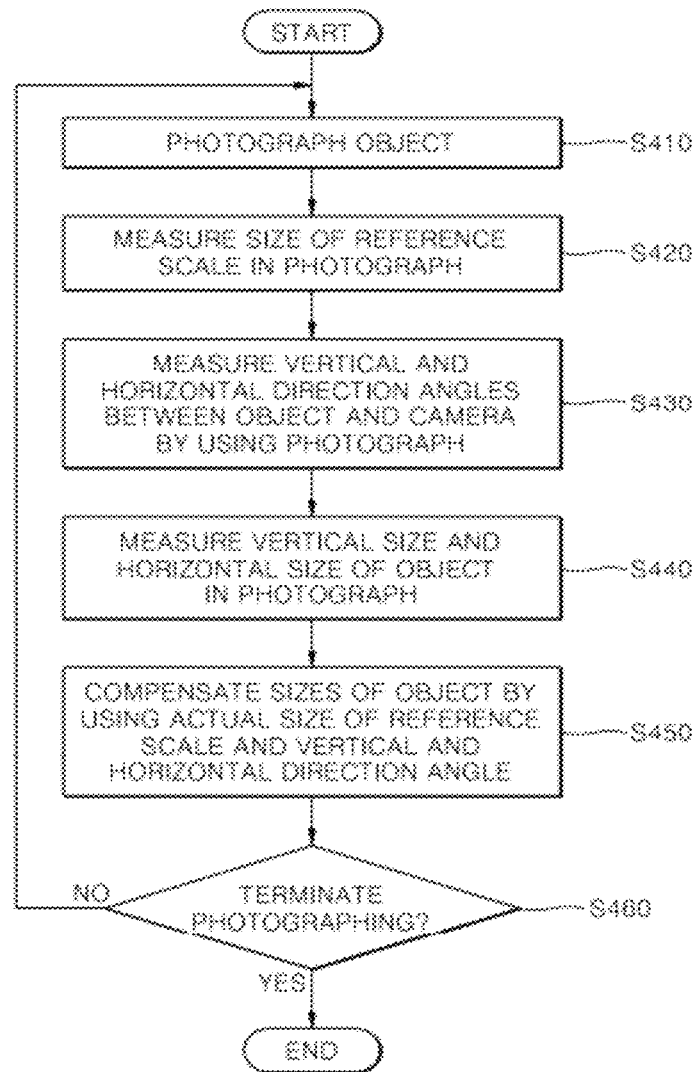 START
PHOTOGRAPH OBJECT
S410
MEASURE SIZE OF REFERENCE
SCALE IN PHOTOGRAPH
S420
MEASURE VERTICAL AND
HORIZONTAL DIRECTION ANGLES
BETWEEN OBJECT AND CAMERA
BY USING PHOTOGRAPH
S430
MEASURE VERTICAL SIZE AND
HORIZONTAL SIZE OF OBJECT
IN PHOTOGRAPH
S440
COMPENSATE SIZES OF OBJECT BY
USING ACTUAL SIZE OF REFERENCE
SCALE AND VERTICAL AND
HORIZONTAL DIRECTION ANGLE
S450
NO
TERMINATE
PHOTOGRAPHING?
S460
YES
END